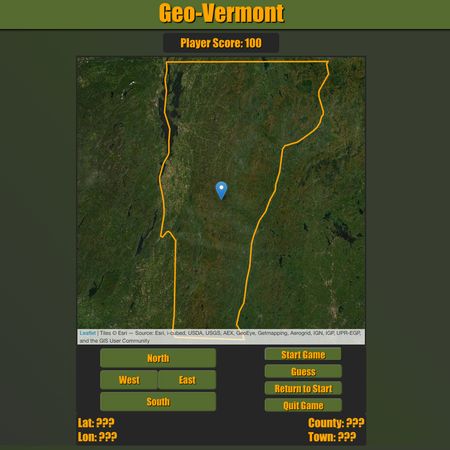 Geo-Vermont
Player Score: 100
Leaflet | Tiles © Esri — Source: Esri, i-cubed, USDA, USGS, AEX, GeoEye, Getmapping, Aerogrid, IGN, IGP, UPR-EGP,
and the GIS User Community
North
West East
South
Start Game
Guess
Return to Start
Quit Game
Lat: ???
Lon: ???
County: ???
Town: ???